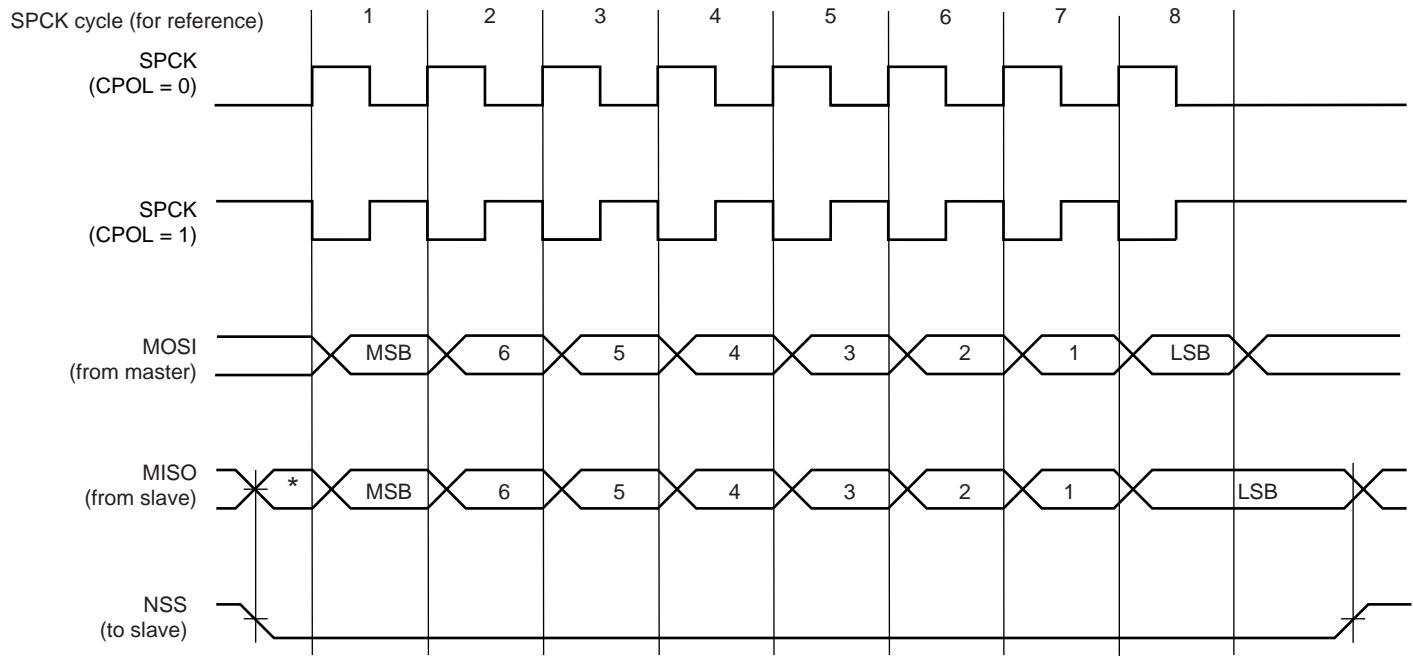 SPCK cycle (for reference) 1 2 3 4 5 6 7 8
SPCK
(CPOL = 0)
SPCK
(CPOL = 1)
MOSI
(from master)
MSB 6 5 4 3 2 1 LSB
MISO
(from slave)
* MSB 6 5 4 3 2 1 LSB
NSS
(to slave)